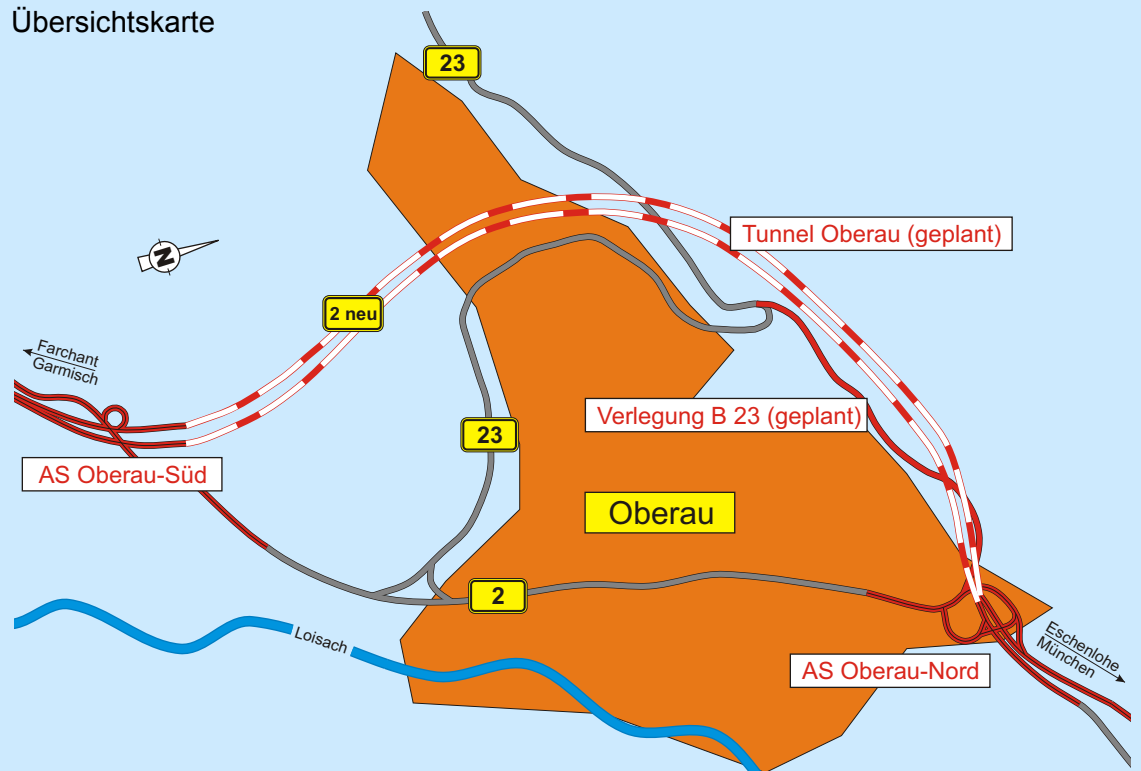 Übersichtskarte
23
Tunnel Oberau (geplant)
N
2 neu
Farchant
Garmisch
Verlegung B 23 (geplant)
23
AS Oberau-Süd
Oberau
2
Loisach
Eschenlohe
München
AS Oberau-Nord